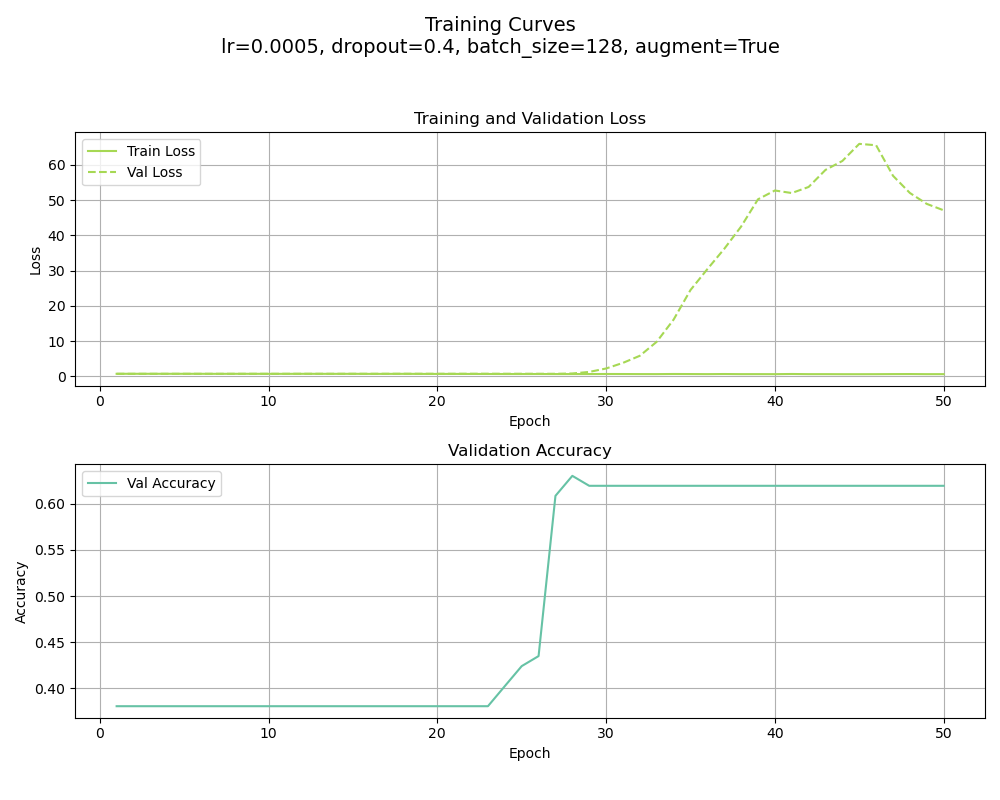 Training Curves
lr=0.0005, dropout=0.4, batch_size=128, augment=True
Training and Validation Loss
Train Loss
Val Loss
60
50
40
30
20
10
0
Loss
0 10 20 30 40 50
Epoch
Validation Accuracy
Val Accuracy
0.60
0.55
0.50
0.45
0.40
Accuracy
0 10 20 30 40 50
Epoch